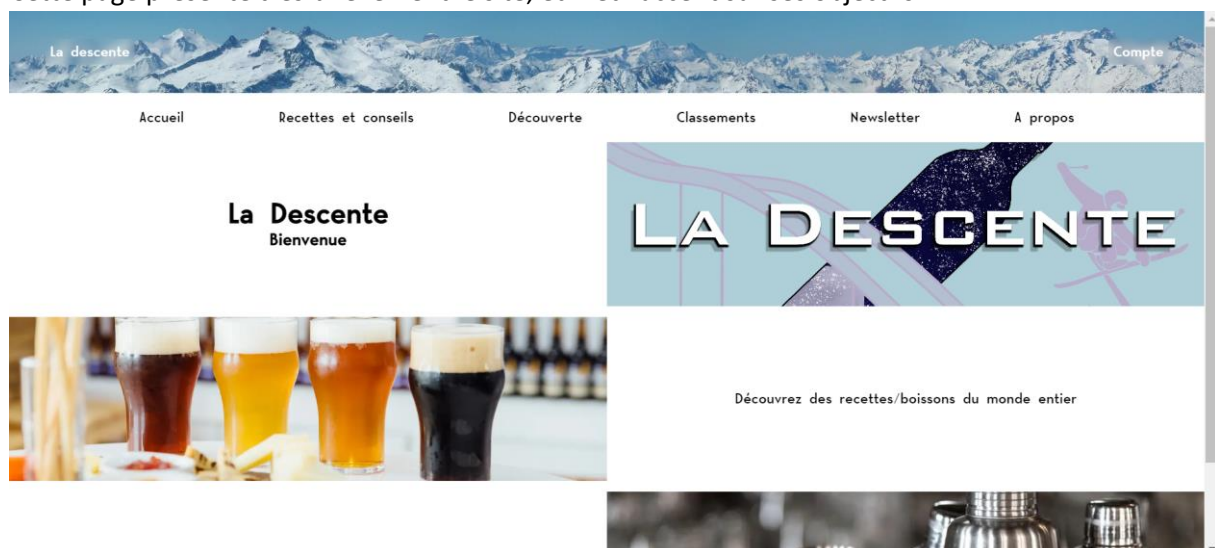 La descente
Compte
Accueil Recettes et conseils Découverte Classements Newsletter A propos
La Descente
Bienvenue
LA DESCENTE
Découvrez des recettes/boissons du monde entier